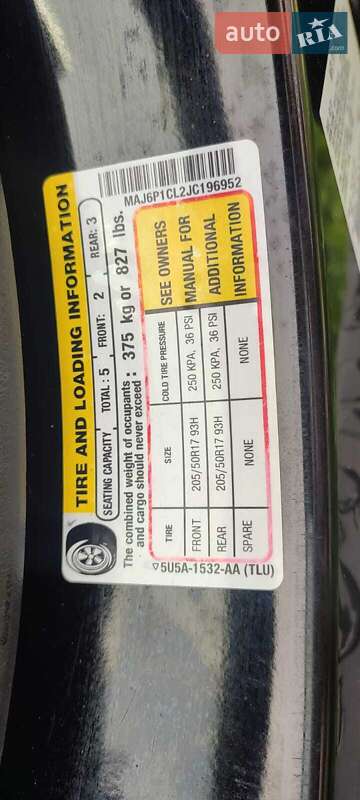 auto RIA.com
MAJ6P1CL2JC196952
TIRE AND LOADING INFORMATION
SEATING CAPACITY TOTAL : 5 FRONT: 2 REAR: 3
The combined weight of occupants and cargo should never exceed : 375 kg or 827 lbs.
TIRE SIZE COLD TIRE PRESSURE
FRONT 205/50R17 93H 250 KPA, 36 PSI
REAR 205/50R17 93H 250 KPA, 36 PSI
SPARE NONE NONE
SEE OWNERS
MANUAL FOR
ADDITIONAL
INFORMATION
▽5U5A-1532-AA (TLU)